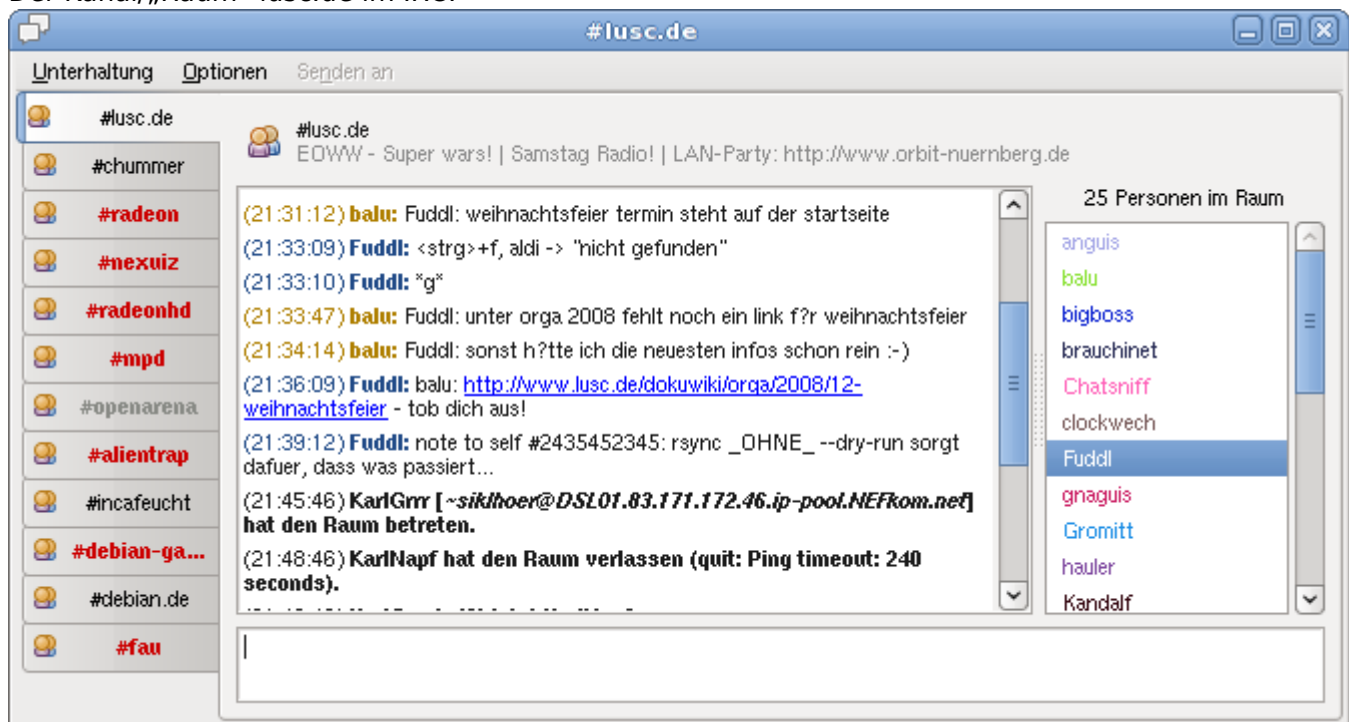 #lusc.de
Unterhaltung Optionen Senden an
#lusc.de
#chummer
#radeon
#nexuiz
#radeonhd
#mpd
#openarena
#alientrap
#incafeucht
#debian-ga...
#debian.de
#fau
#lusc.de
EOWW - Super wars! | Samstag Radio! | LAN-Party: http://www.orbit-nuernberg.de
(21:31:12) balu: Fuddl: weihnachtsfeier termin steht auf der startseite
(21:33:09) Fuddl: <strg>+f, aldi -> "nicht gefunden"
(21:33:10) Fuddl: *g*
(21:33:47) balu: Fuddl: unter orga 2008 fehlt noch ein link f?r weihnachtsfeier
(21:34:14) balu: Fuddl: sonst h?tte ich die neuesten infos schon rein :-)
(21:36:09) Fuddl: balu: http://www.lusc.de/dokuwiki/orga/2008/12-
weihnachtsfeier - tob dich aus!
(21:39:12) Fuddl: note to self #2435452345: rsync _OHNE_ --dry-run sorgt
dafuer, dass was passiert...
(21:45:46) KarlGrrr [~siklhoer@DSL01.83.171.172.46.ip-pool.NEFkom.net]
hat den Raum betreten.
(21:48:46) KarlNapf hat den Raum verlassen (quit: Ping timeout: 240
seconds).
25 Personen im Raum
anguis
balu
bigboss
brauchinet
Chatsniff
clockwech
Fuddl
gnaguis
Gromitt
hauler
Kandalf